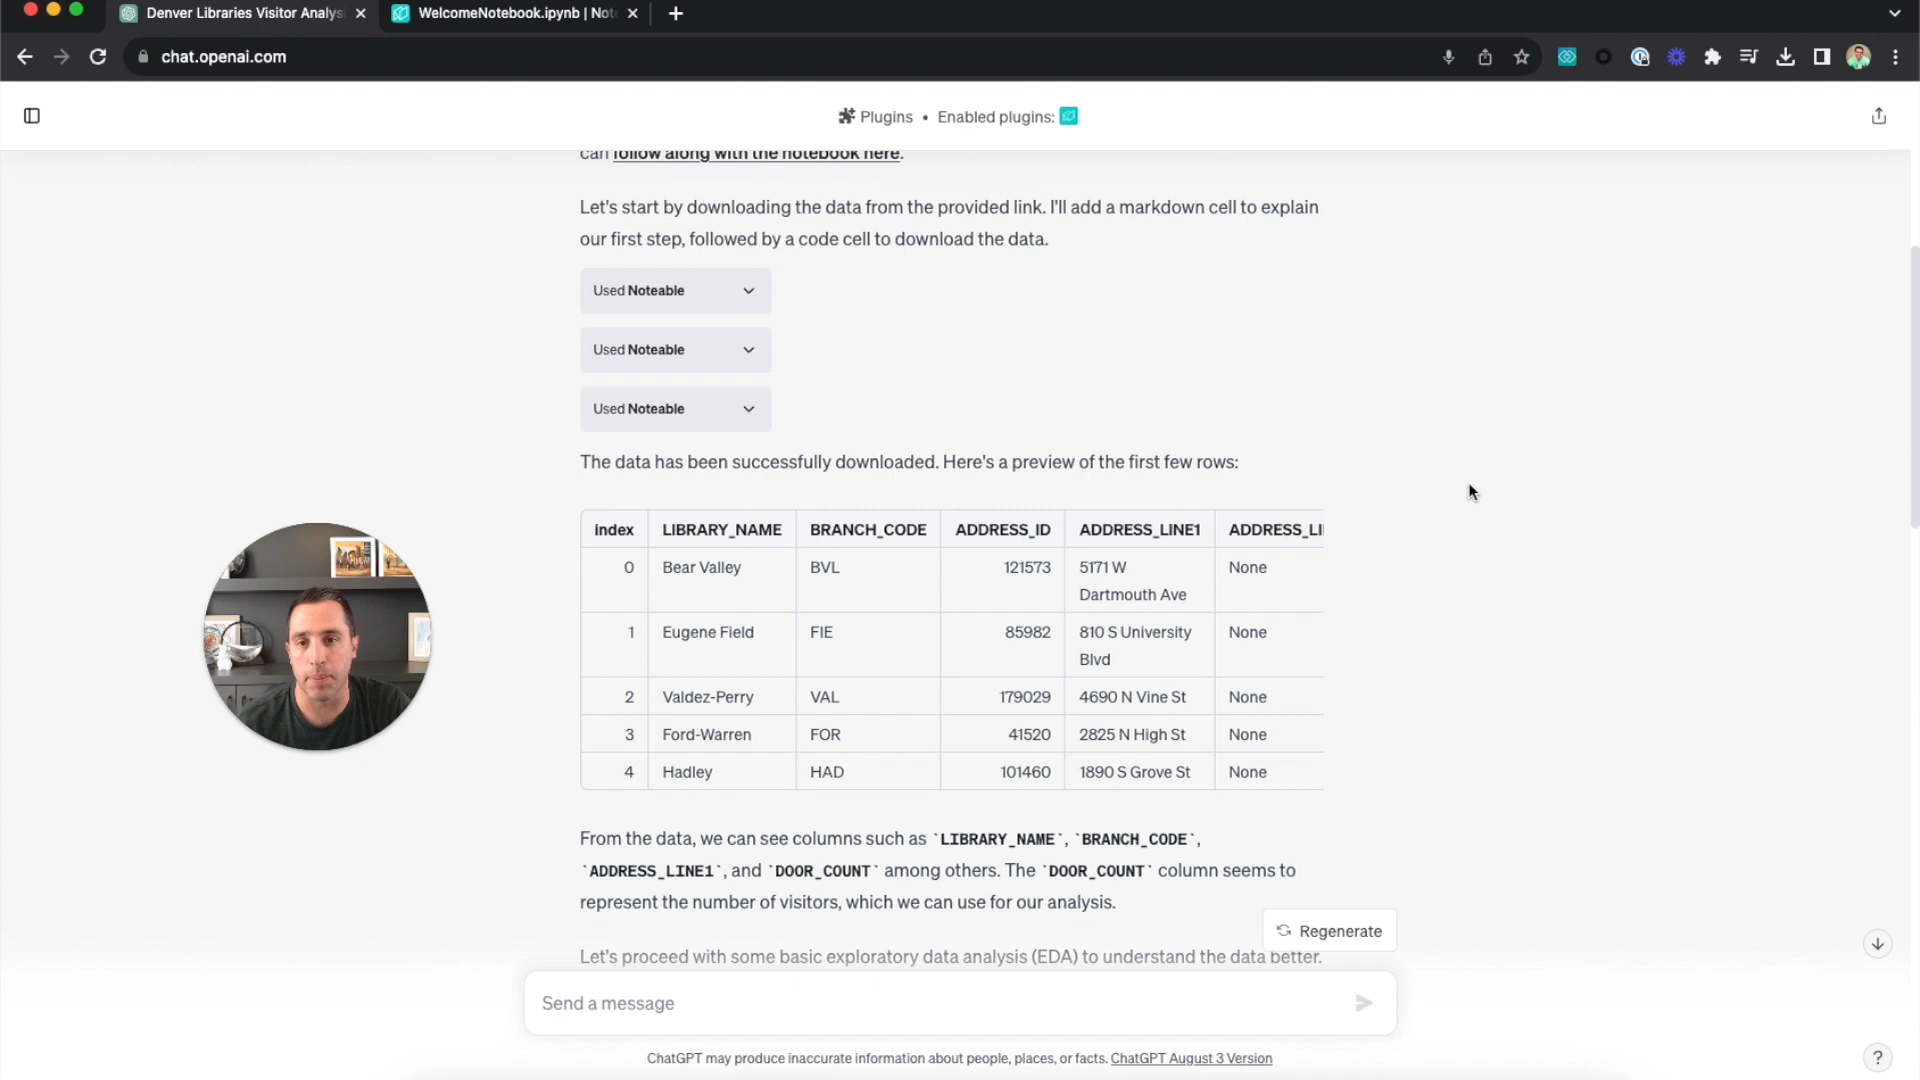 Denver Libraries Visitor Analys
WelcomeNotebook.ipynb | Not
chat.openai.com
Plugins • Enabled plugins:
can follow along with the notebook here.
Let's start by downloading the data from the provided link. I'll add a markdown cell to explain
our first step, followed by a code cell to download the data.
Used Noteable
Used Noteable
Used Noteable
The data has been successfully downloaded. Here's a preview of the first few rows:
index LIBRARY_NAME BRANCH_CODE ADDRESS_ID ADDRESS_LINE1 ADDRESS_LI
0 Bear Valley BVL 121573 5171 W None
Dartmouth Ave
1 Eugene Field FIE 85982 810 S University None
Blvd
2 Valdez-Perry VAL 179029 4690 N Vine St None
3 Ford-Warren FOR 41520 2825 N High St None
4 Hadley HAD 101460 1890 S Grove St None
From the data, we can see columns such as `LIBRARY_NAME`, `BRANCH_CODE`,
`ADDRESS_LINE1`, and `DOOR_COUNT` among others. The `DOOR_COUNT` column seems to
represent the number of visitors, which we can use for our analysis.
Regenerate
Let's proceed with some basic exploratory data analysis (EDA) to understand the data better.
Send a message
ChatGPT may produce inaccurate information about people, places, or facts. ChatGPT August 3 Version
?